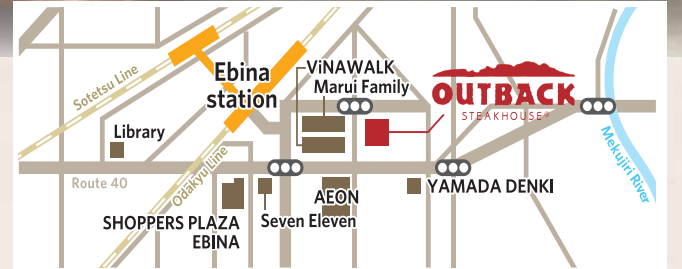 Sotetsu Line
Ebina
station
ViNAWALK
Marui Family
OUTBACK
STEAKHOUSE®
Library
Route 40
Odakyu Line
Mekujiri River
SHOPPERS PLAZA
EBINA
Seven Eleven
AEON
YAMADA DENKI